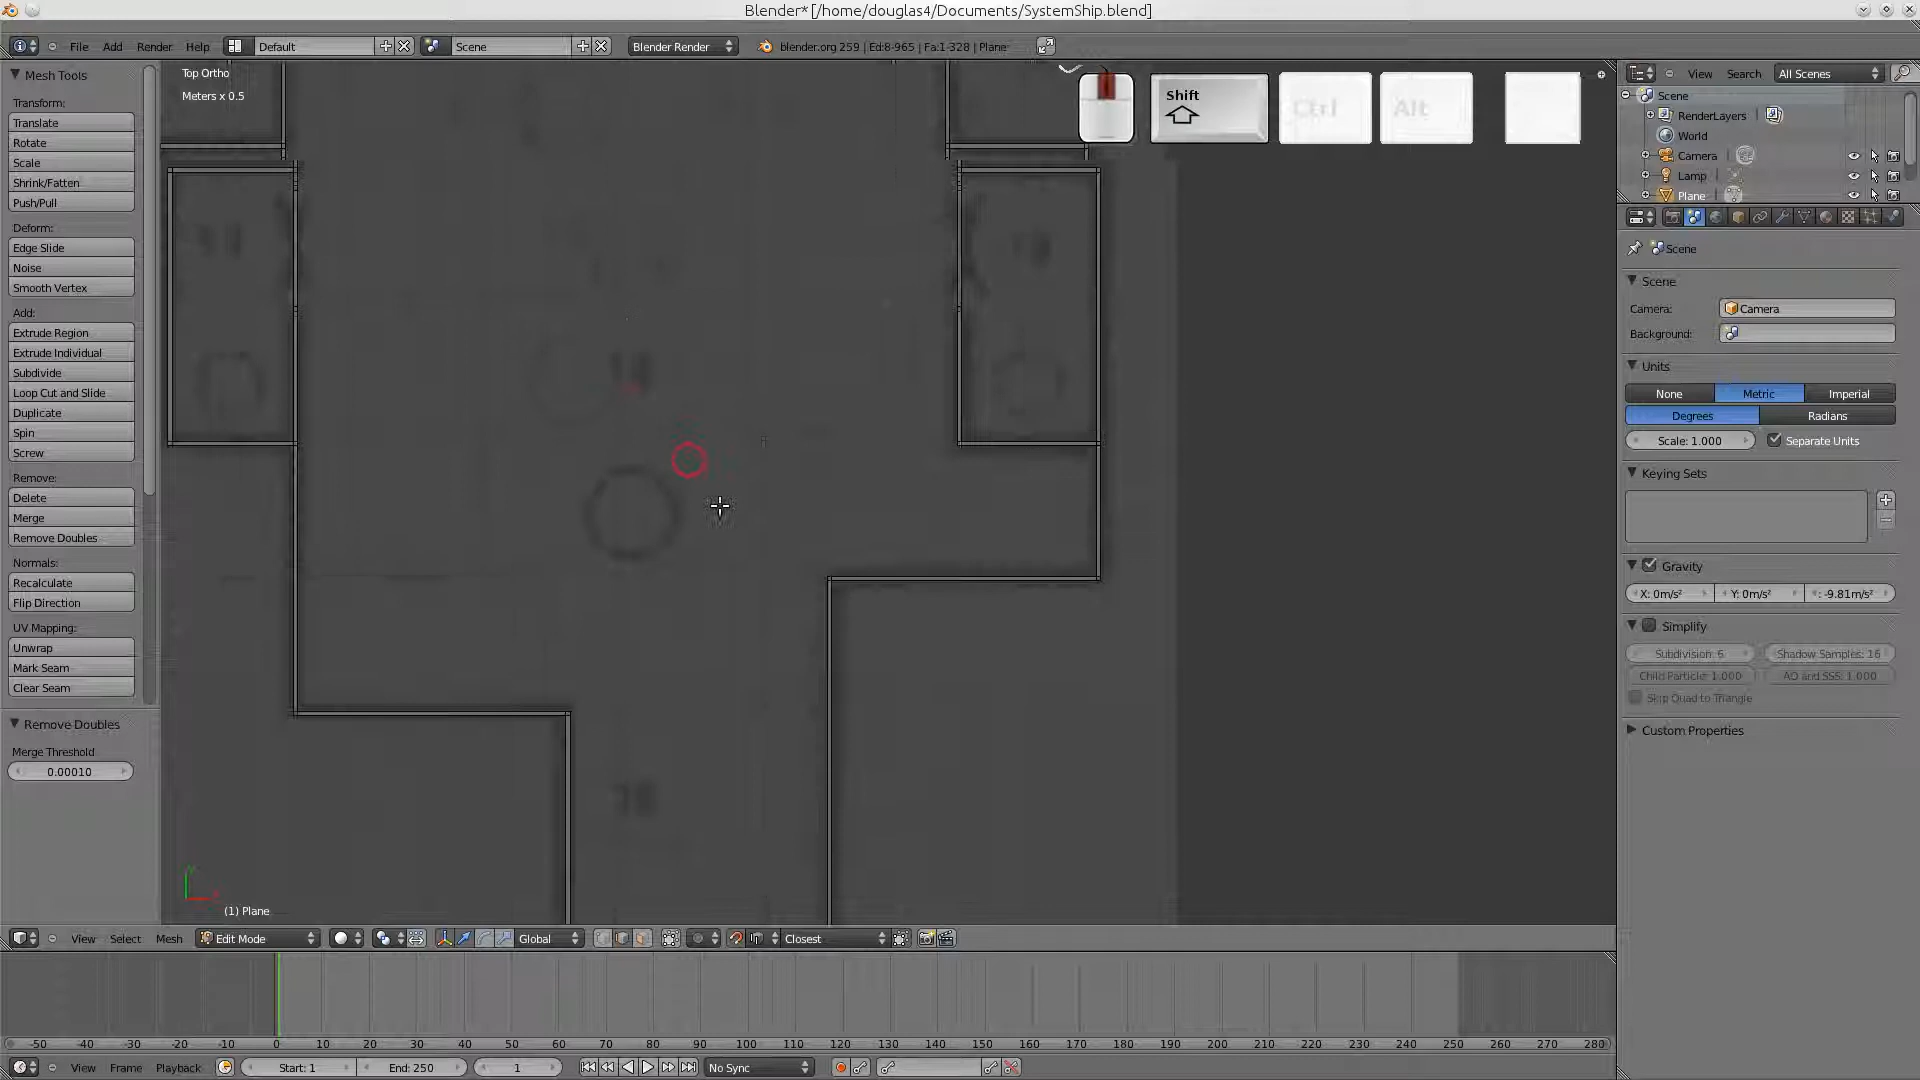 Blender* [/home/douglas4/Documents/SystemShip.blend]
File Add Render Help Default Scene Blender Render blender.org 259 | Ed:8-965 | Fa:1-328 | Plane
Mesh Tools
Transform:
Translate
Rotate
Scale
Shrink/Fatten
Push/Pull
Deform:
Edge Slide
Noise
Smooth Vertex
Add:
Extrude Region
Extrude Individual
Subdivide
Loop Cut and Slide
Duplicate
Spin
Screw
Remove:
Delete
Merge
Remove Doubles
Normals:
Recalculate
Flip Direction
UV Mapping:
Unwrap
Mark Seam
Clear Seam
Remove Doubles
Merge Threshold
0.00010
Top Ortho
Meters x 0.5
Shift Ctrl Alt
(1) Plane
View Select Mesh Edit Mode Global Closest
View Search All Scenes
Scene
RenderLayers
World
Camera
Lamp
Plane
Scene
Scene
Camera: Camera
Background:
Units
None Metric Imperial
Degrees Radians
Scale: 1.000 Separate Units
Keying Sets
Gravity
X: 0m/s² Y: 0m/s² : -9.81m/s²
Simplify
Subdivision: 6 Shadow Samples: 16
Child Particle: 1.000 AO and SSS: 1.000
Skip Quad to Triangle
Custom Properties
-50 -40 -30 -20 -10 0 10 20 30 40 50 60 70 80 90 100 110 120 130 140 150 160 170 180 190 200 210 220 230 240 250 260 270 280
View Frame Playback Start: 1 End: 250 1 No Sync